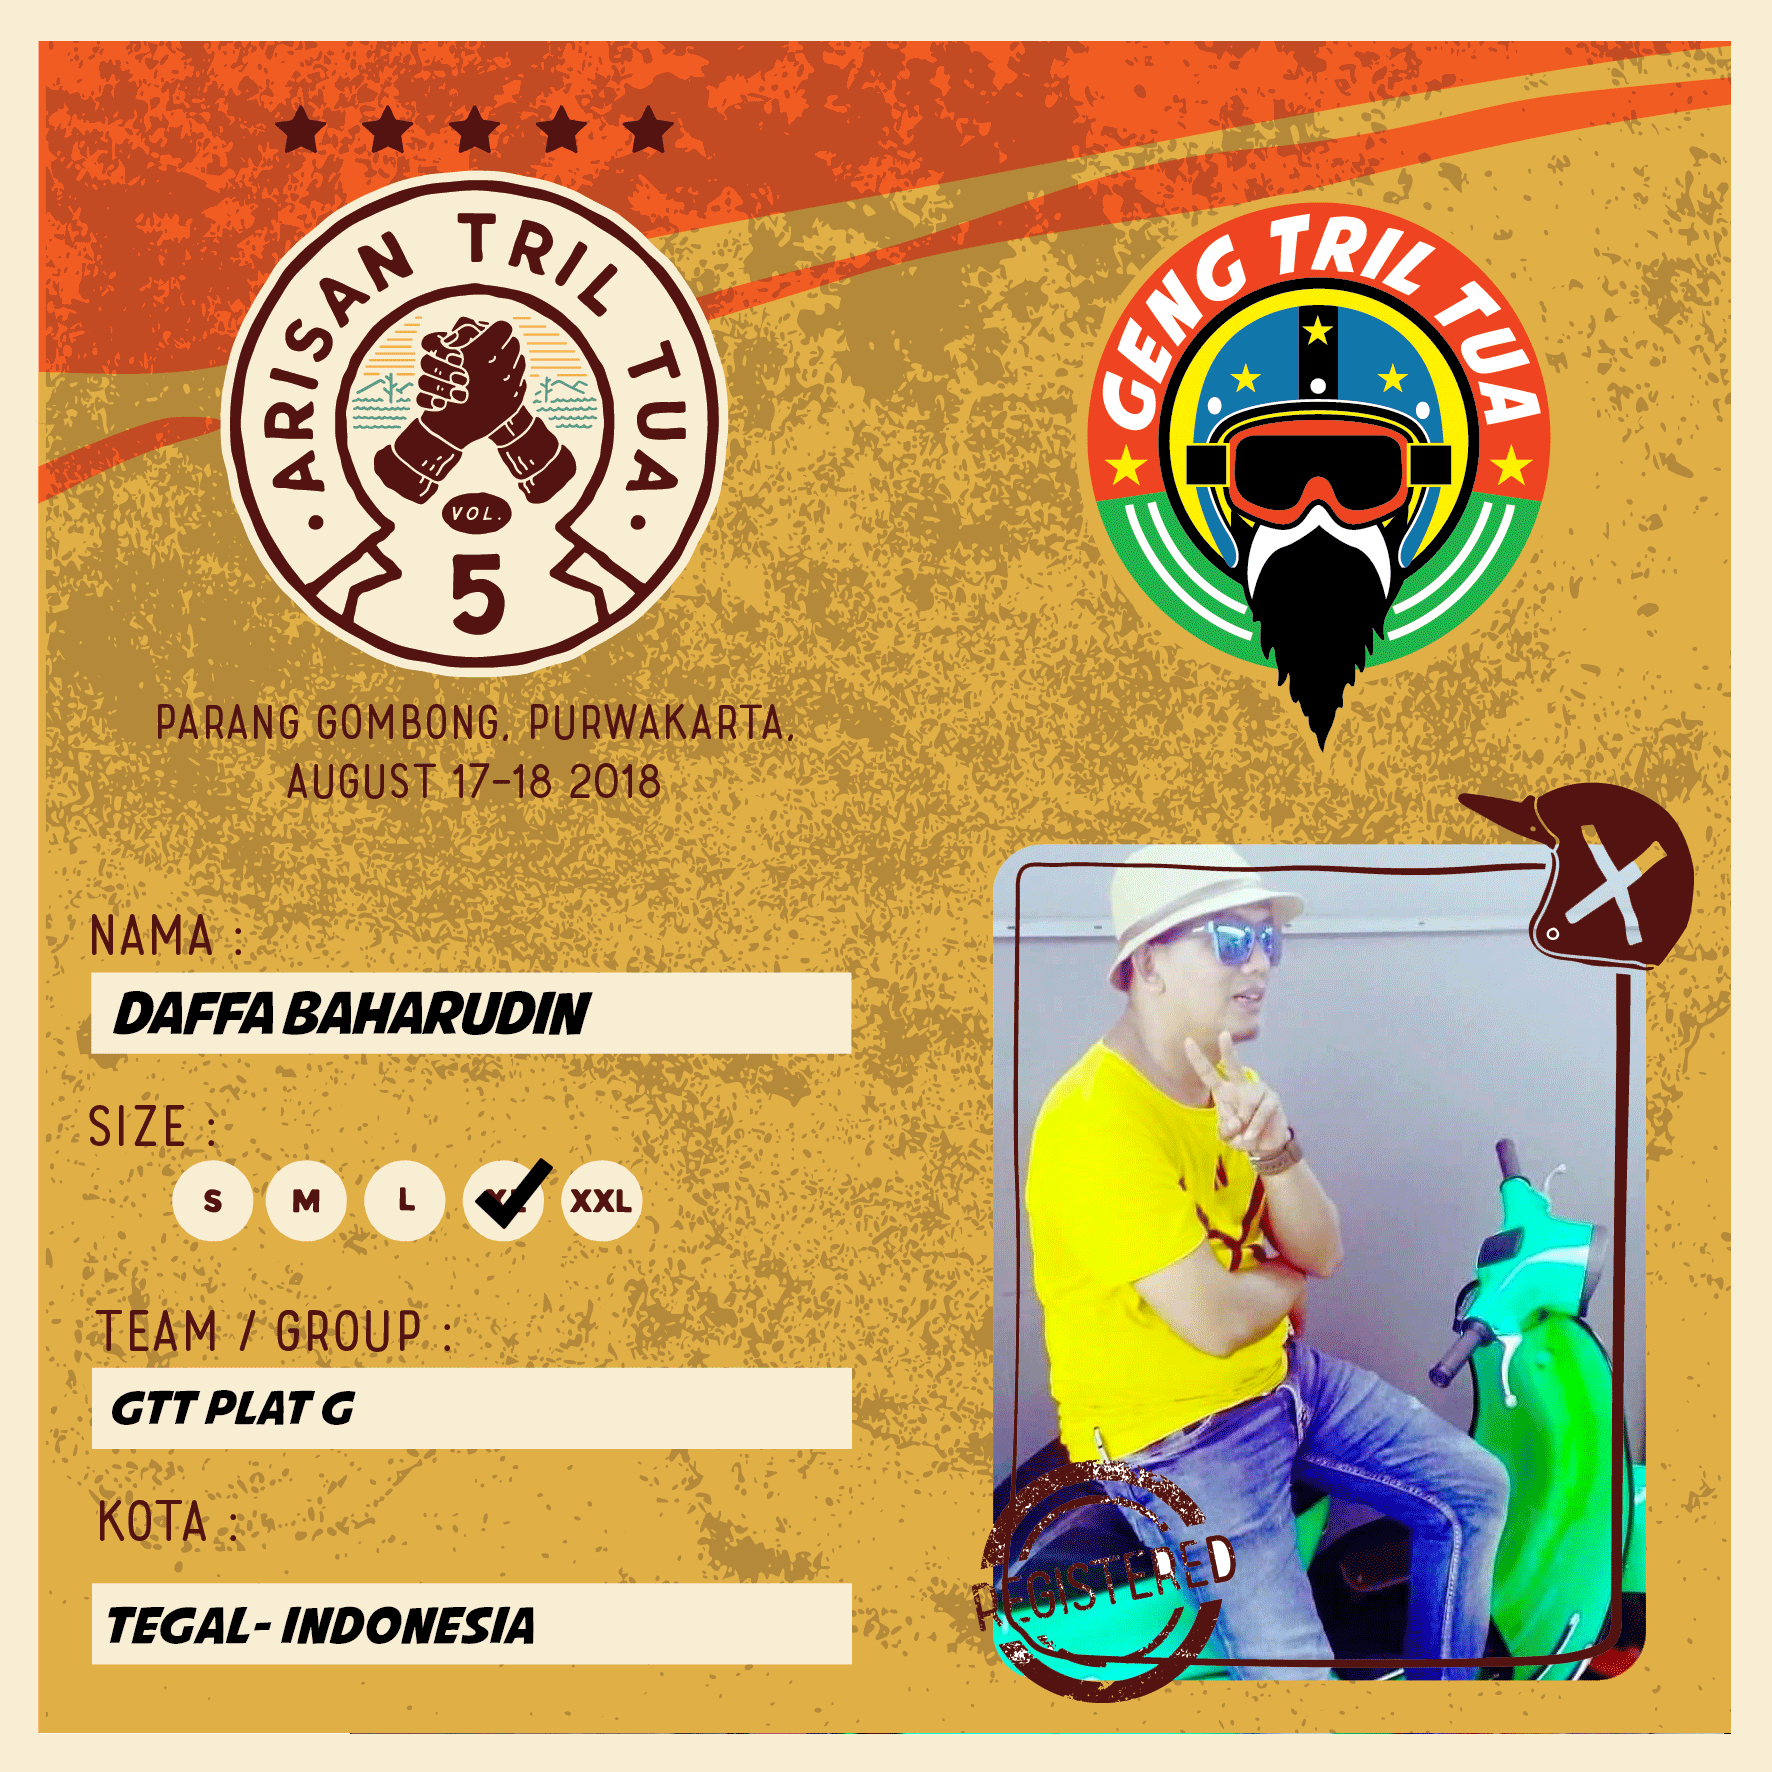 ARISAN TRIL TUA
VOL.
5
GENG TRIL TUA
PARANG GOMBONG, PURWAKARTA,
AUGUST 17-18 2018
NAMA :
DAFFA BAHARUDIN
SIZE :
S M L XL XXL
TEAM / GROUP :
GTT PLAT G
KOTA :
TEGAL- INDONESIA
REGISTERED